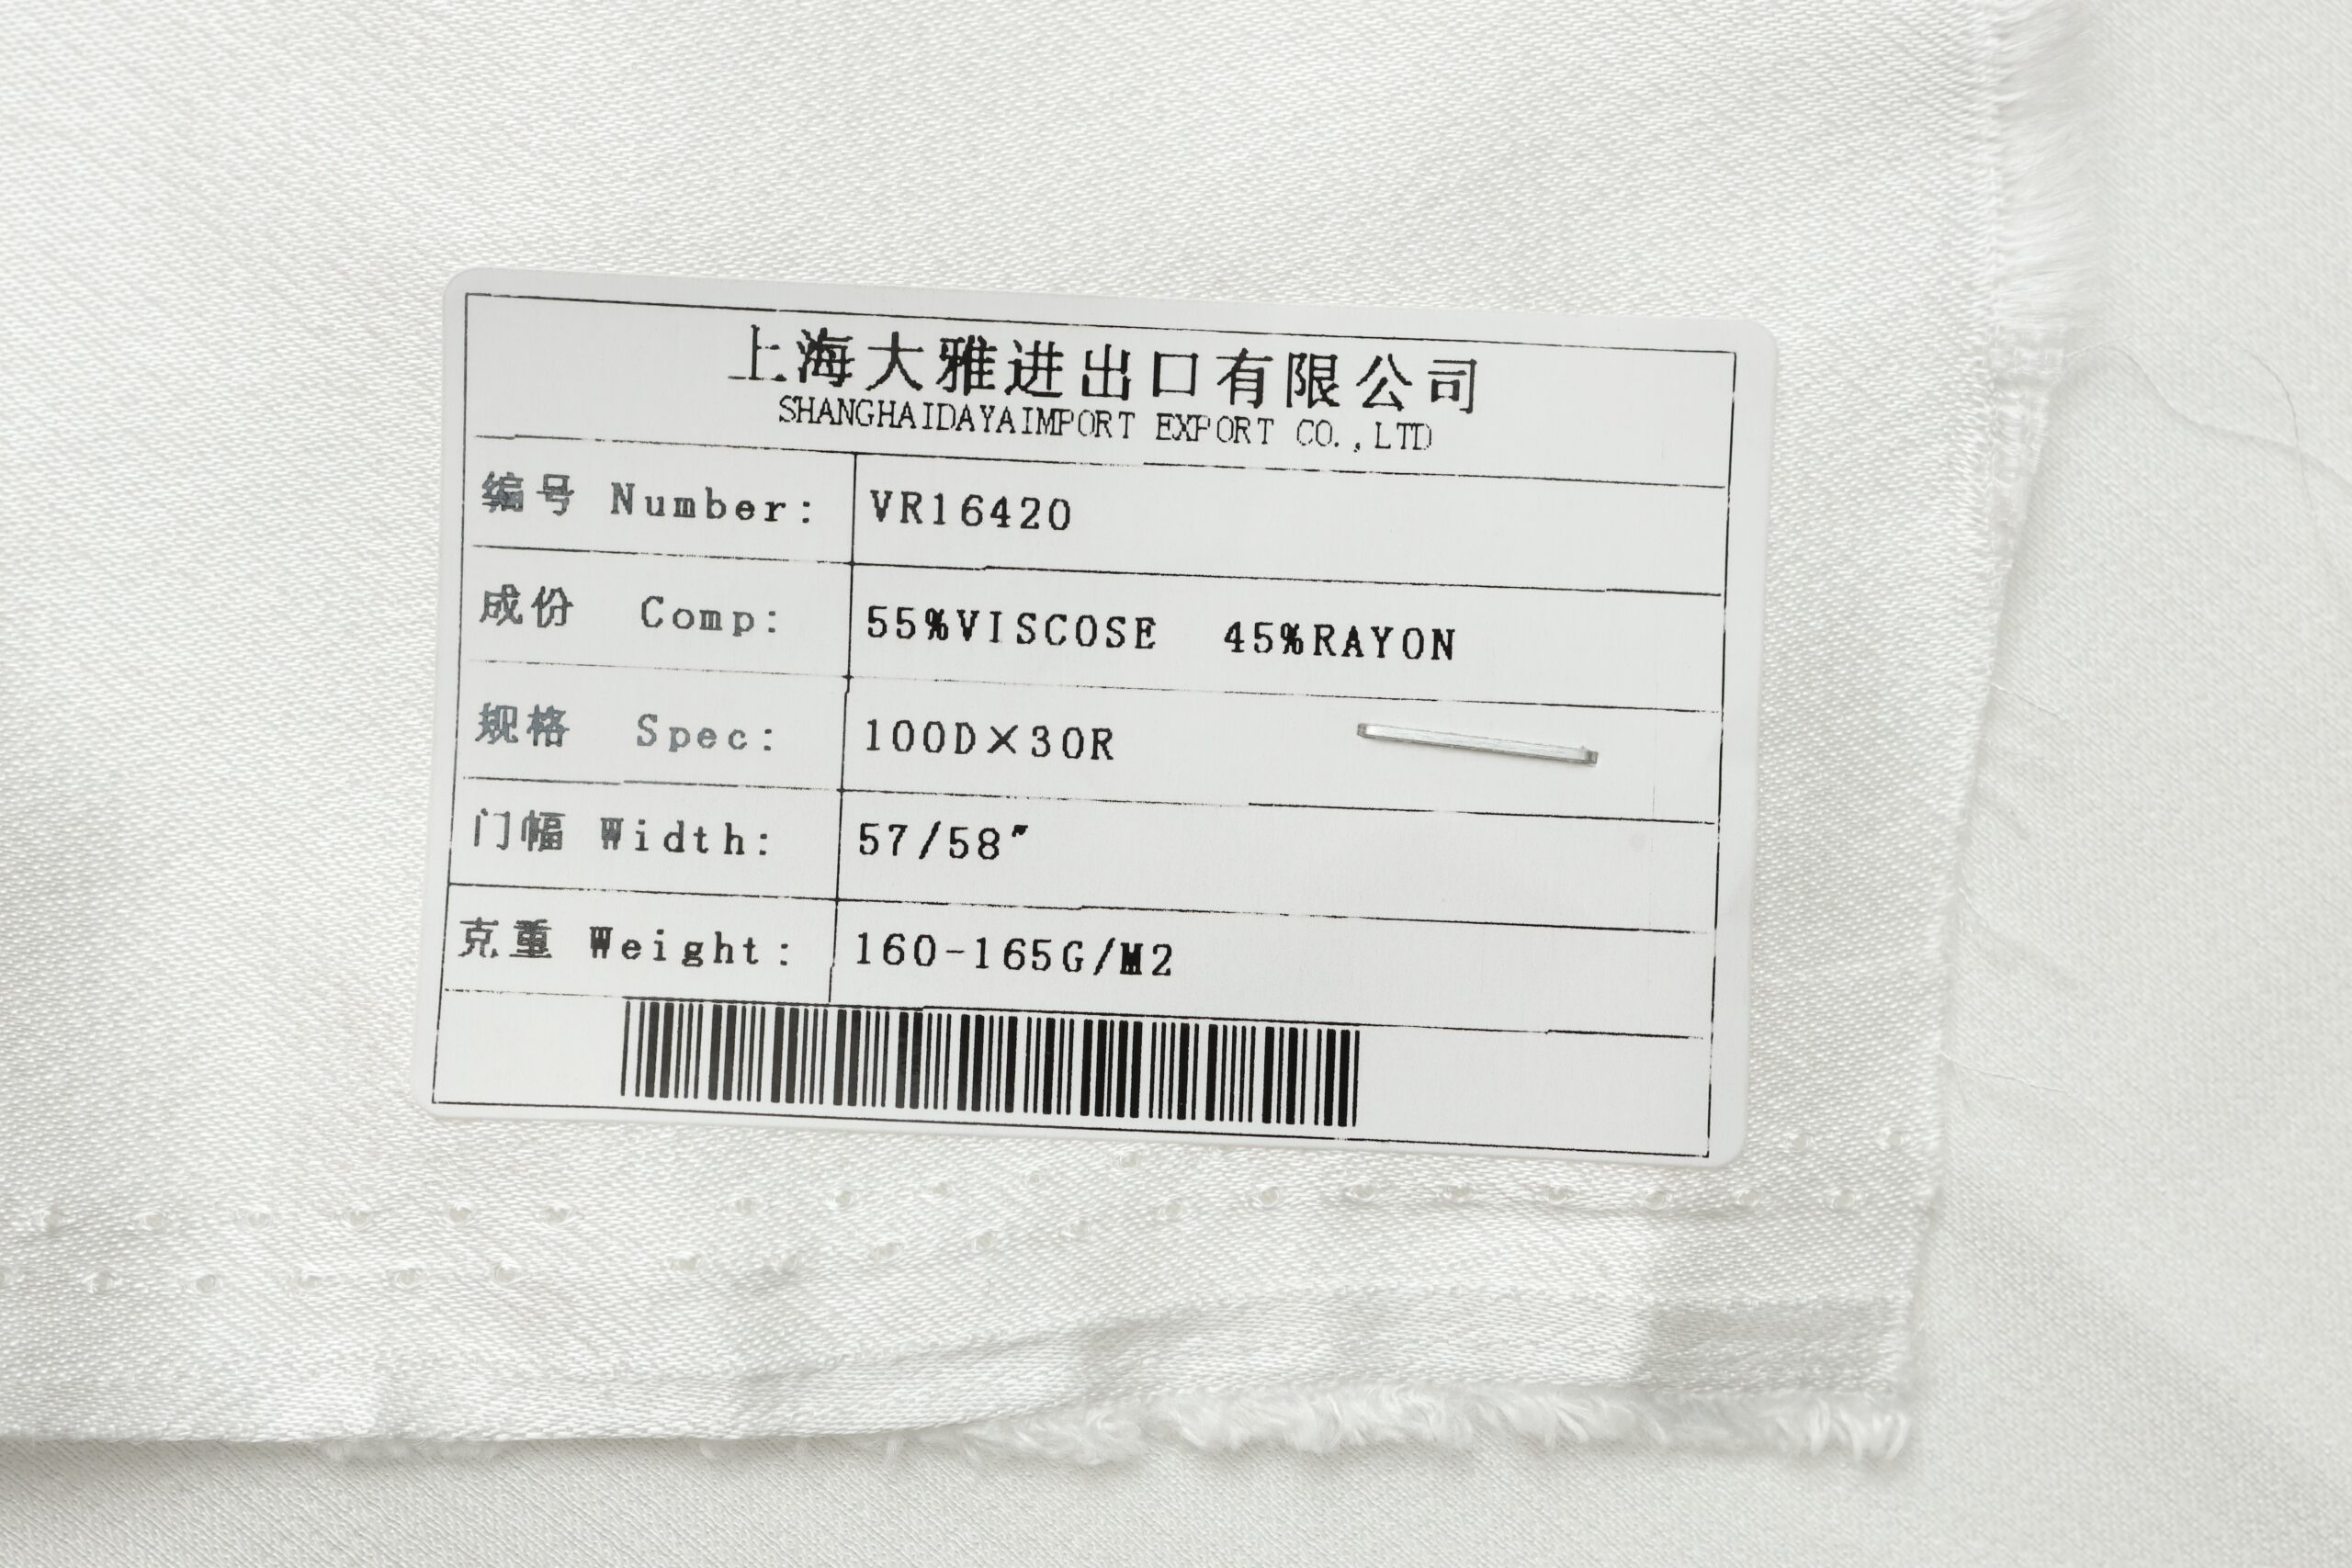 上海大雅进出口有限公司
SHANGHAIDAYAIMPORT EXPORT CO.,LTD
编号 Number: VR16420
成份 Comp: 55%VISCOSE 45%RAYON
规格 Spec: 100D×30R
门幅 Width: 57/58"
克重 Weight: 160-165G/M2